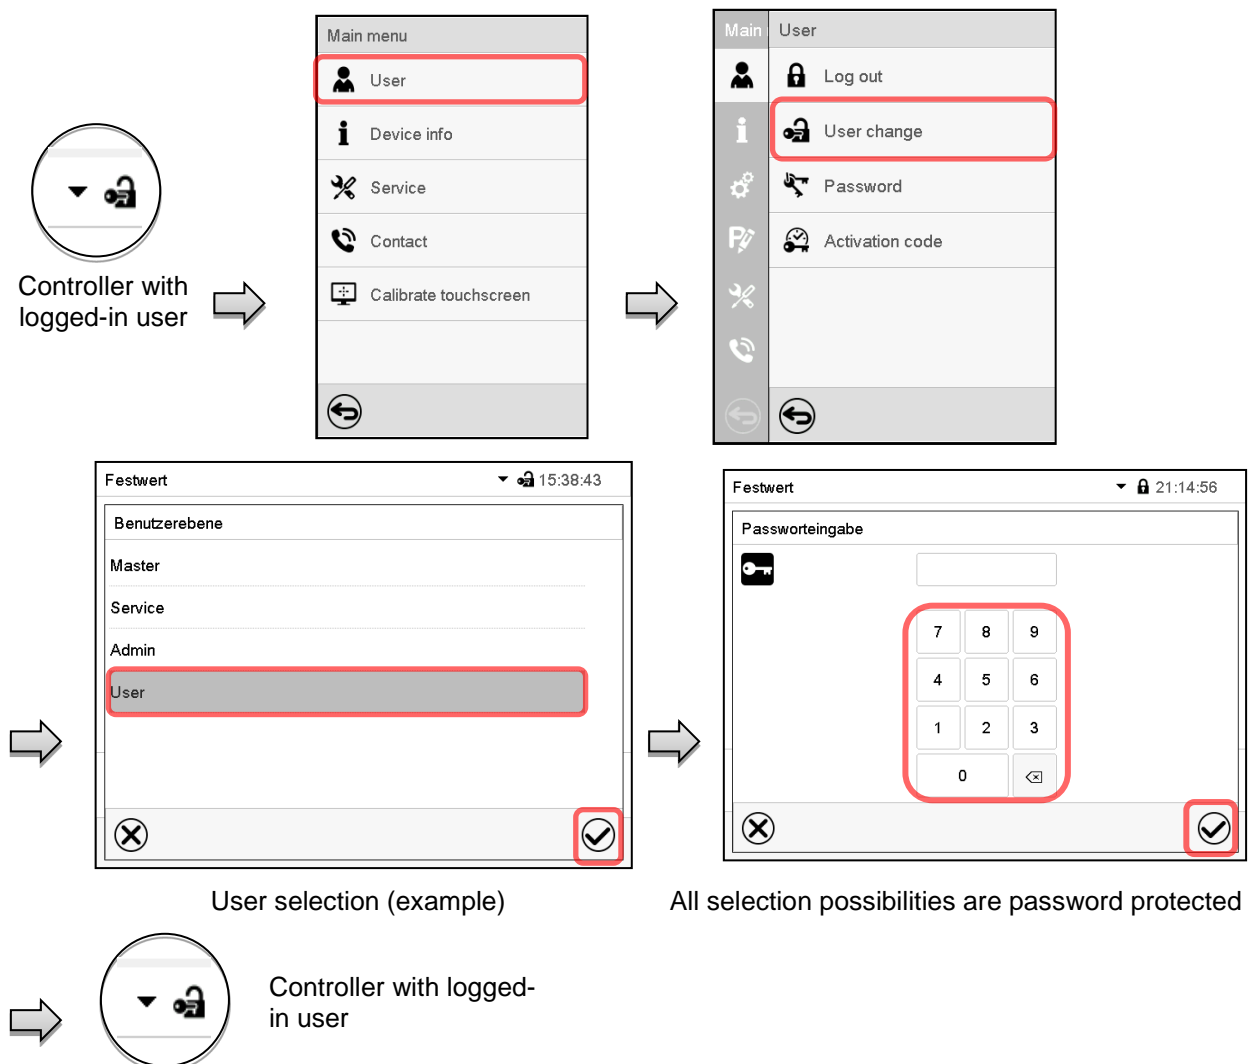 Main menu
User
Device info
Service
Contact
Calibrate touchscreen
Main
User
Log out
User change
Password
Activation code
Controller with
logged-in user
Festwert
15:38:43
Benutzerebene
Master
Service
Admin
User
Festwert
21:14:56
Passworteingabe
7 8 9
4 5 6
1 2 3
0
User selection (example)
All selection possibilities are password protected
Controller with logged-
in user